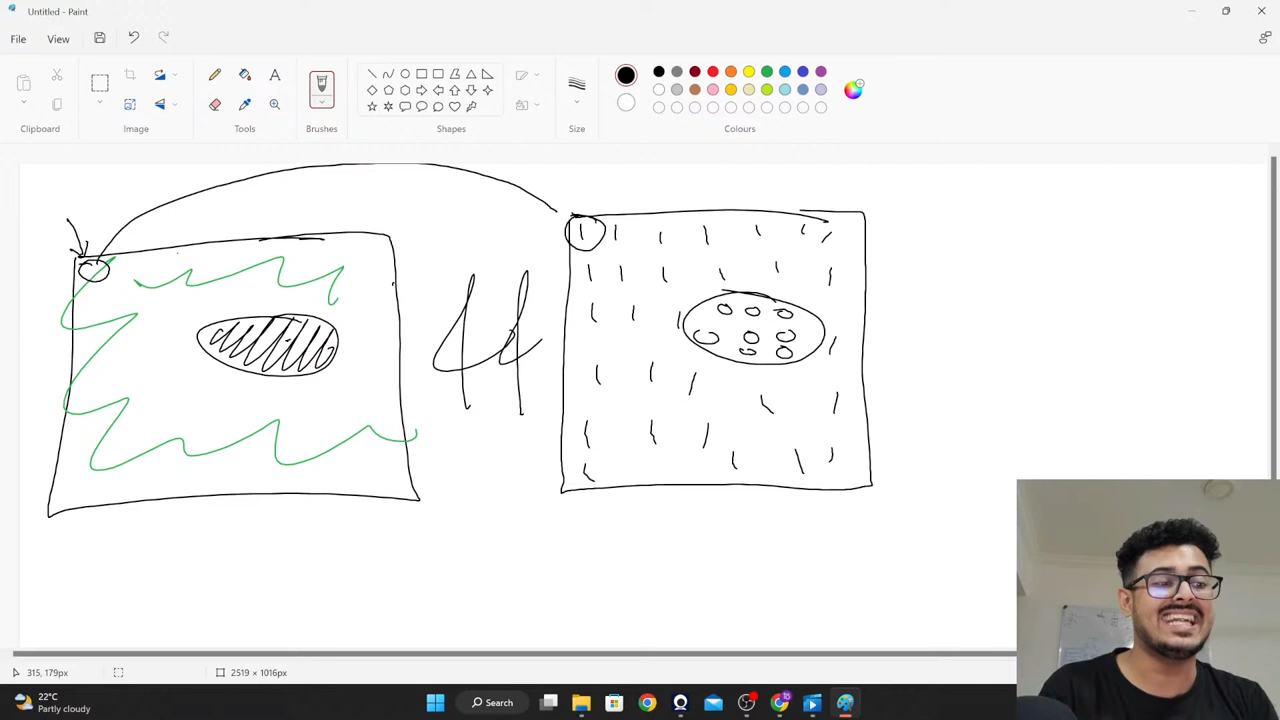 Untitled - Paint
File View
Clipboard
Image
Tools
Brushes
Shapes
Size
Colours
315, 179px
2519 × 1016px
22°C
Partly cloudy
Search
15